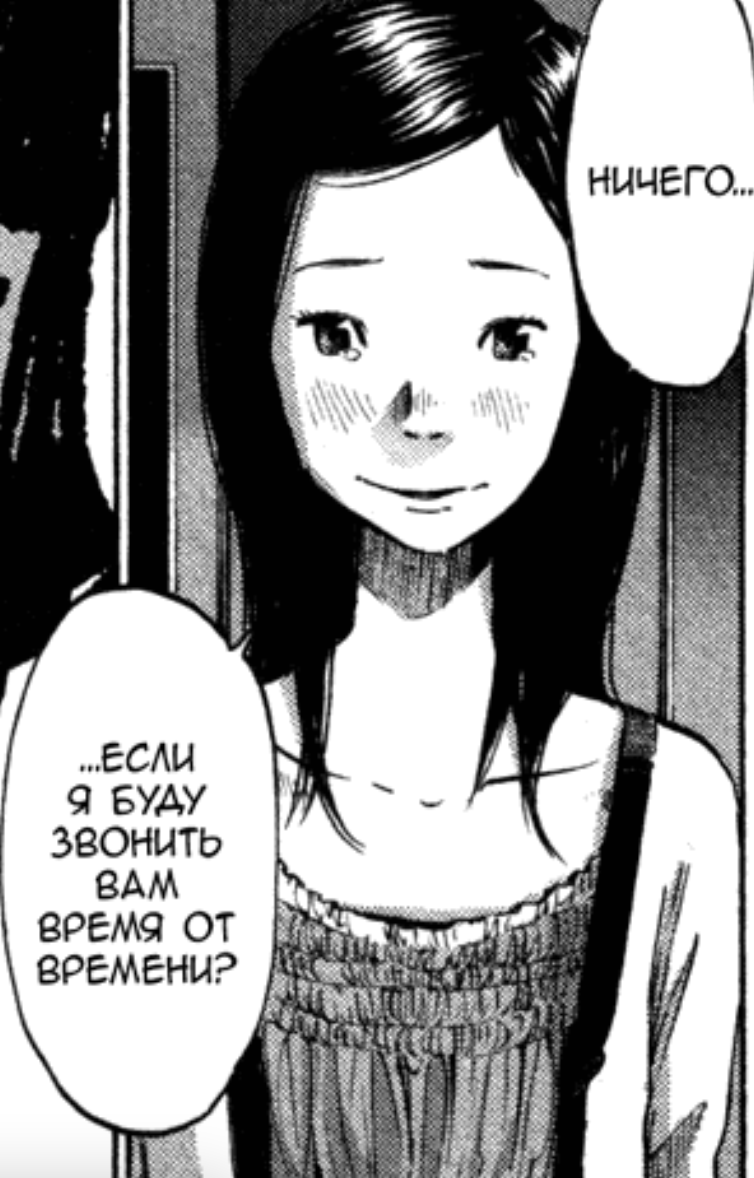 НИЧЕГО...
...ЕСЛИ
Я БУДУ
ЗВОНИТЬ
ВАМ
ВРЕМЯ ОТ
ВРЕМЕНИ?